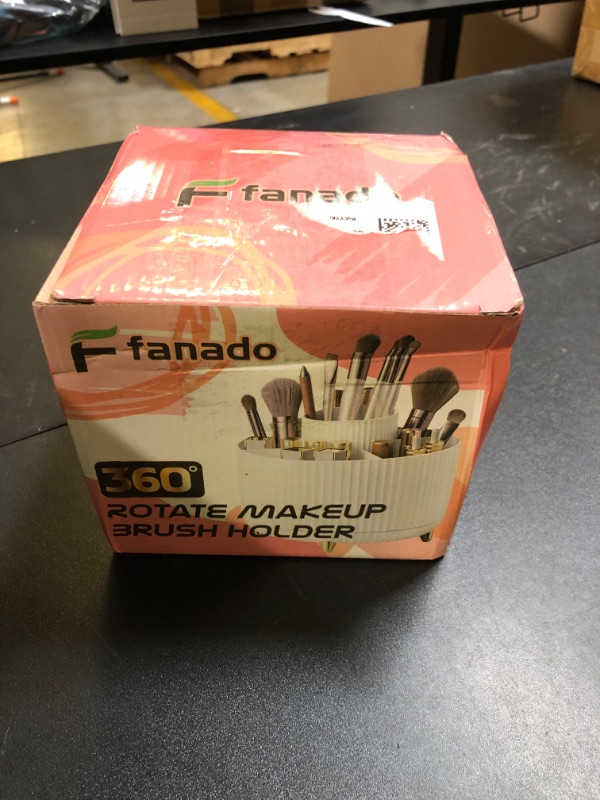 fanado
fanado
360°
ROTATE MAKEUP
BRUSH HOLDER